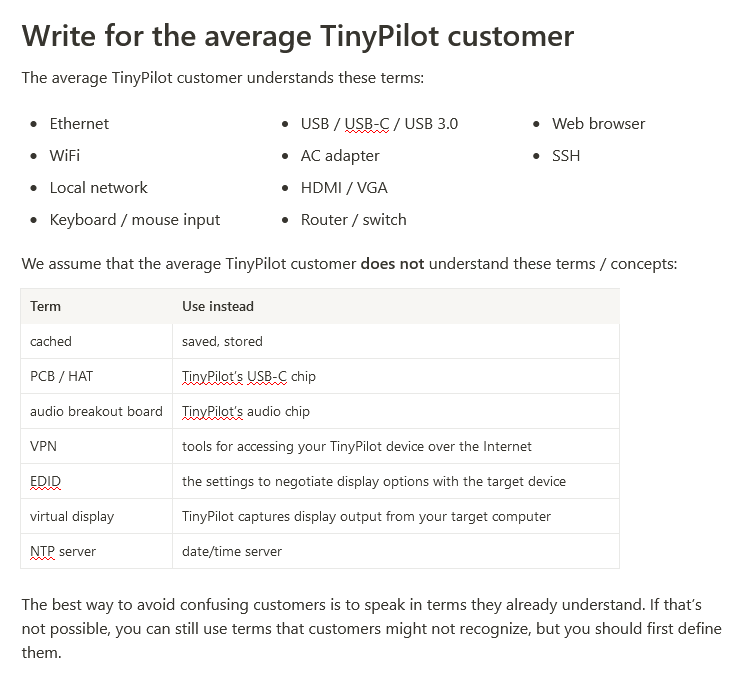 Write for the average TinyPilot customer
The average TinyPilot customer understands these terms:
• Ethernet
• WiFi
• Local network
• Keyboard / mouse input
• USB / USB-C / USB 3.0
• AC adapter
• HDMI / VGA
• Router / switch
• Web browser
• SSH
We assume that the average TinyPilot customer does not understand these terms / concepts:
Term Use instead
cached saved, stored
PCB / HAT TinyPilot's USB-C chip
audio breakout board TinyPilot's audio chip
VPN tools for accessing your TinyPilot device over the Internet
EDID the settings to negotiate display options with the target device
virtual display TinyPilot captures display output from your target computer
NTP server date/time server
The best way to avoid confusing customers is to speak in terms they already understand. If that's
not possible, you can still use terms that customers might not recognize, but you should first define
them.